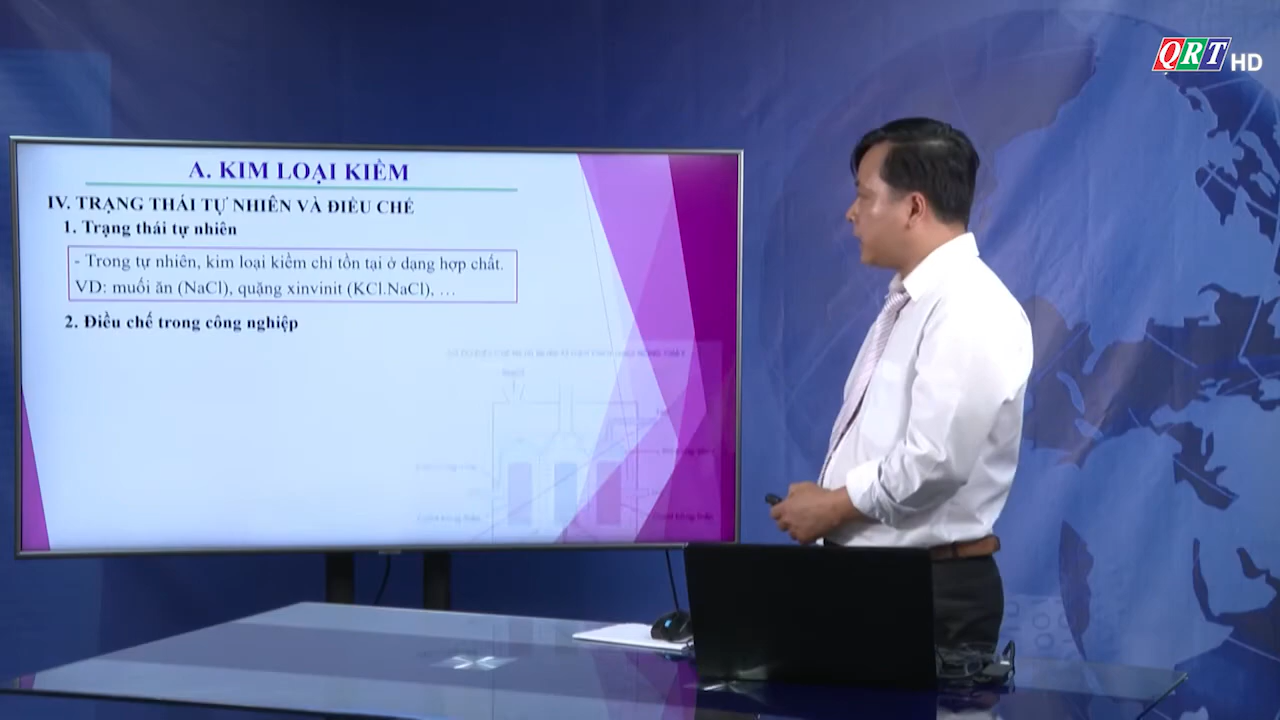 QRT HD
A. KIM LOẠI KIỀM
IV. TRẠNG THÁI TỰ NHIÊN VÀ ĐIỀU CHẾ
1. Trạng thái tự nhiên
- Trong tự nhiên, kim loại kiềm chỉ tồn tại ở dạng hợp chất.
VD: muối ăn (NaCl), quặng xinvinit (KCl.NaCl), …
2. Điều chế trong công nghiệp